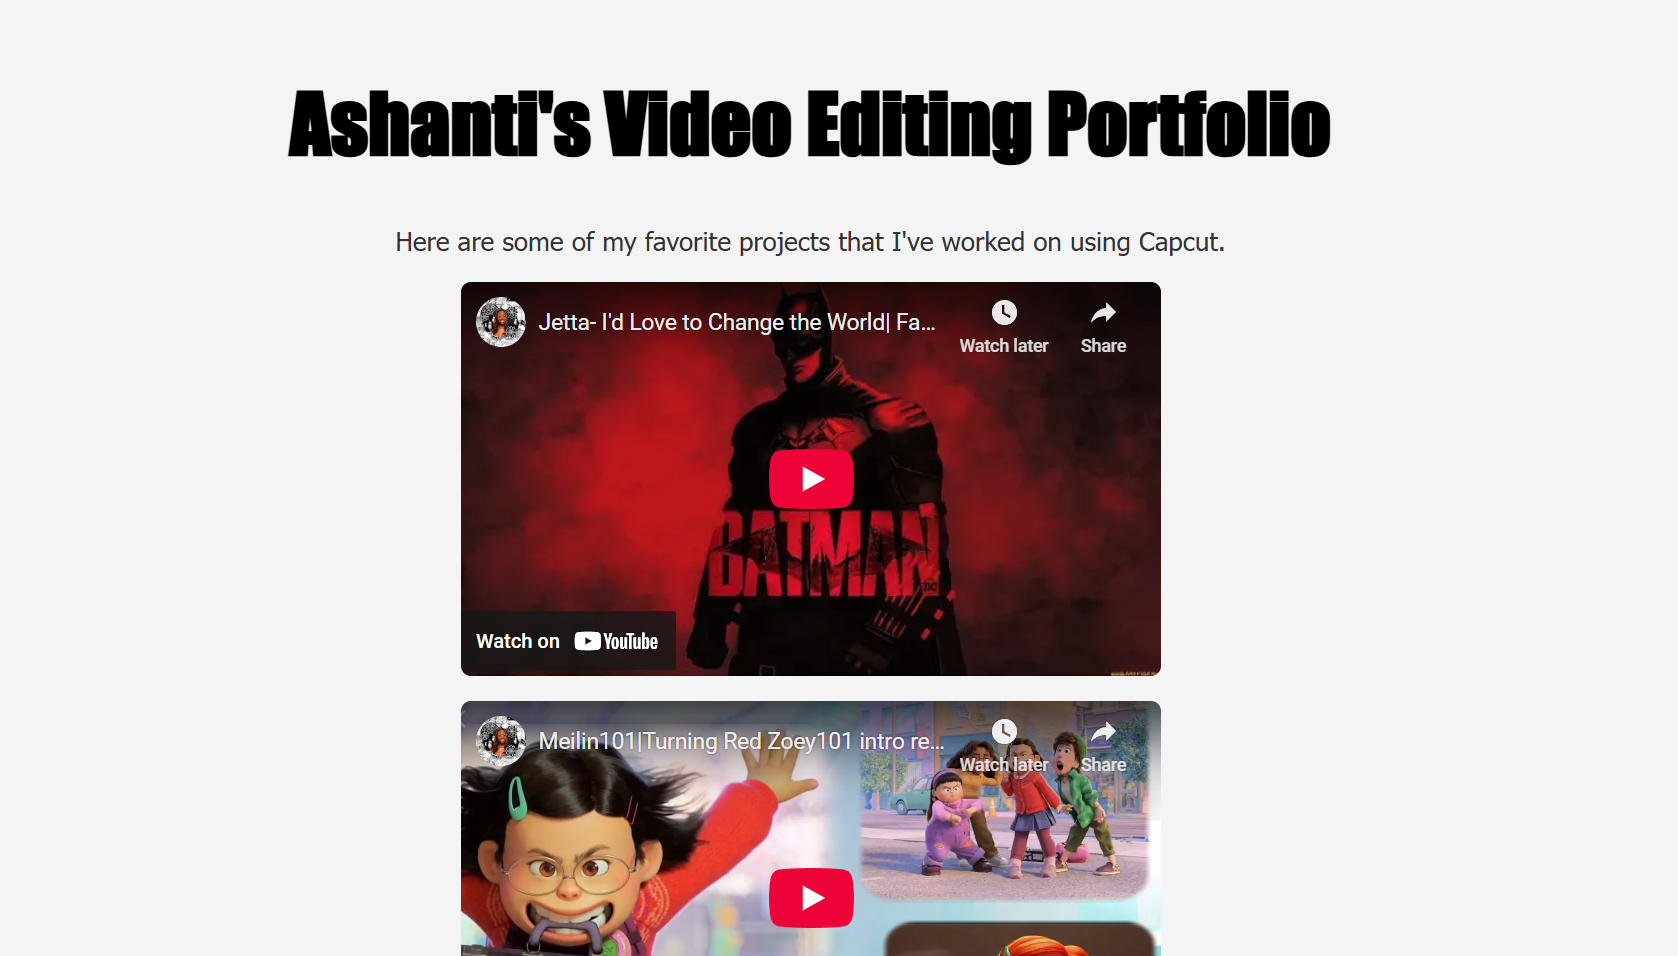 Ashanti's Video Editing Portfolio
Here are some of my favorite projects that I've worked on using Capcut.
Jetta- I'd Love to Change the World| Fa...
Watch later
Share
BATMAN
Watch on YouTube
Meilin101|Turning Red Zoey101 intro re...
Watch later
Share